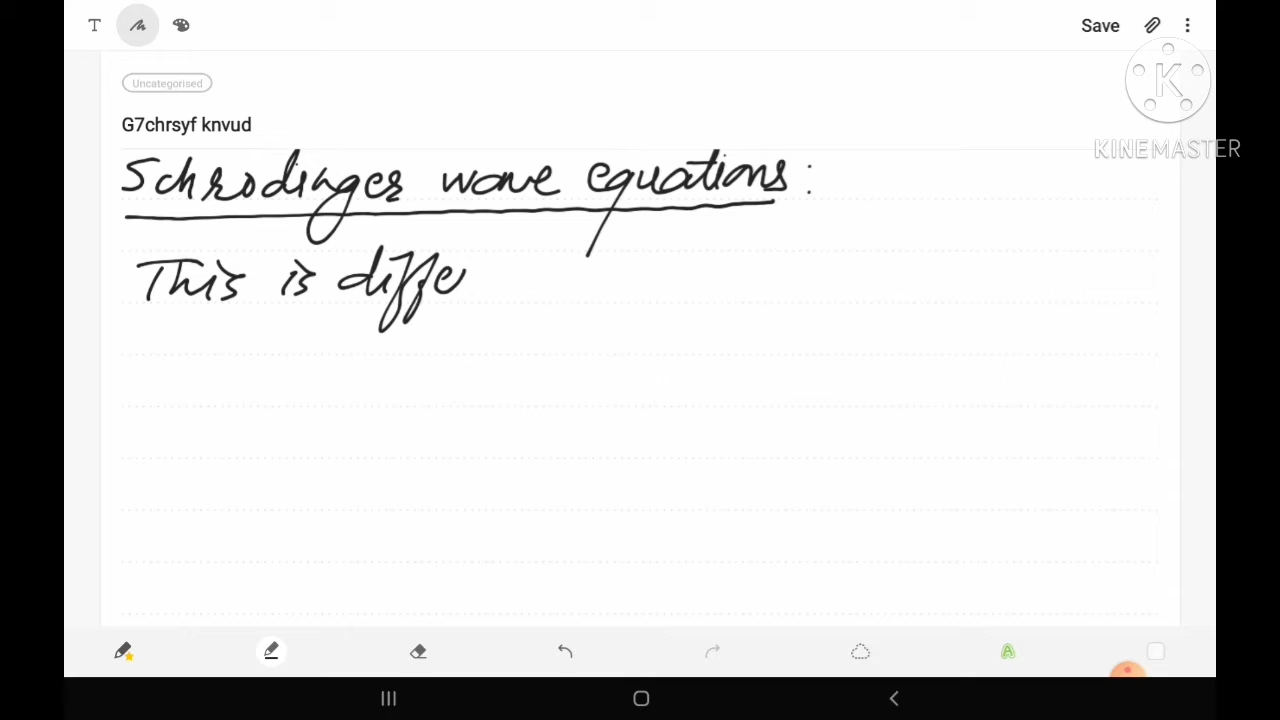 T
Save
Uncategorised
K
G7chrsyf knvud
KINEMASTER
Schrodinger wave equations :
This is diffe
A